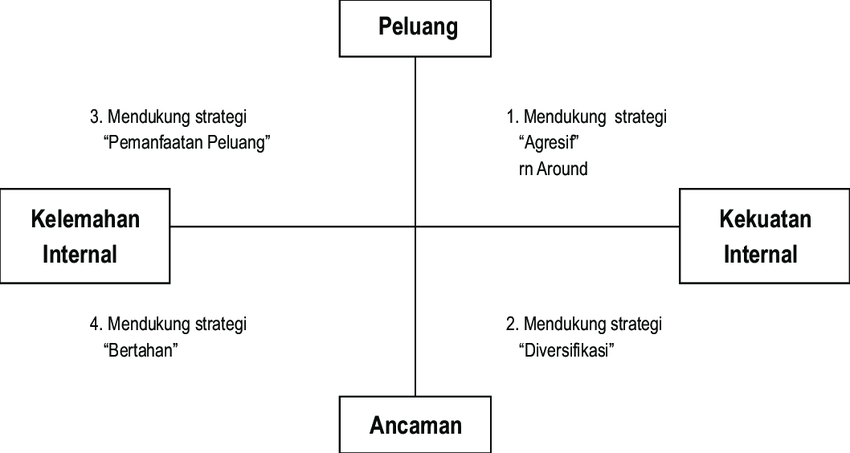 Peluang
3. Mendukung strategi
“Pemanfaatan Peluang”
1. Mendukung strategi
“Agresif”
rn Around
Kelemahan
Internal
Kekuatan
Internal
4. Mendukung strategi
“Bertahan”
2. Mendukung strategi
“Diversifikasi”
Ancaman